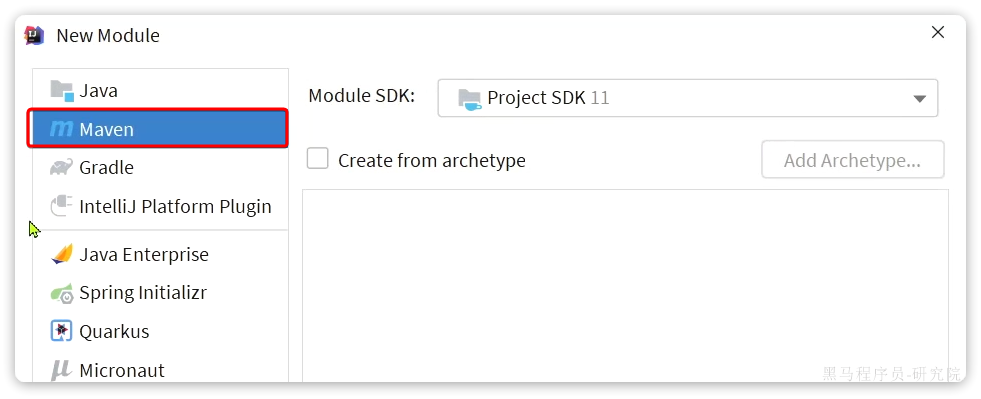 New Module
Java
Maven
Gradle
IntelliJ Platform Plugin
Java Enterprise
Spring Initializr
Quarkus
Micronaut
Module SDK:
Project SDK 11
Create from archetype
Add Archetype...
黑马程序员-研究院